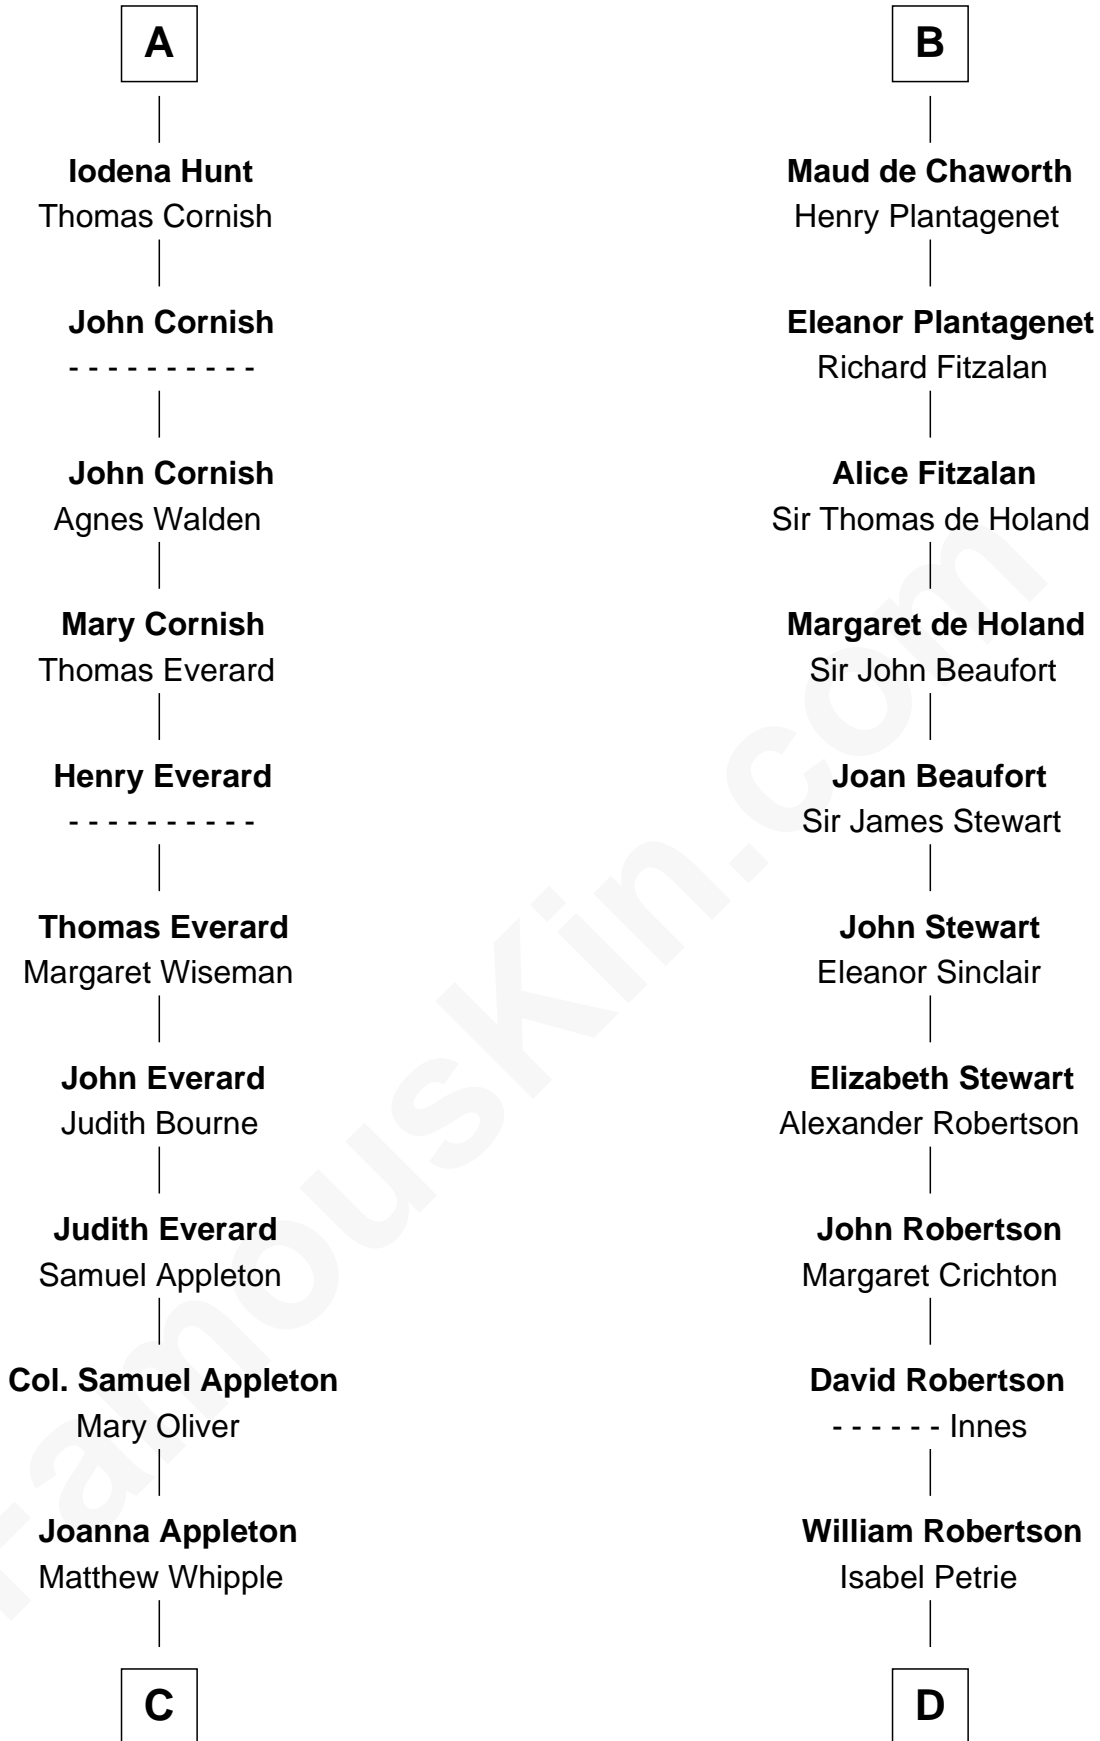 A
Iodena Hunt
Thomas Cornish
John Cornish
- - - - - - - - - -
John Cornish
Agnes Walden
Mary Cornish
Thomas Everard
Henry Everard
- - - - - - - - - -
Thomas Everard
Margaret Wiseman
John Everard
Judith Bourne
Judith Everard
Samuel Appleton
Col. Samuel Appleton
Mary Oliver
Joanna Appleton
Matthew Whipple
C
B
Maud de Chaworth
Henry Plantagenet
Eleanor Plantagenet
Richard Fitzalan
Alice Fitzalan
Sir Thomas de Holand
Margaret de Holand
Sir John Beaufort
Joan Beaufort
Sir James Stewart
John Stewart
Eleanor Sinclair
Elizabeth Stewart
Alexander Robertson
John Robertson
Margaret Crichton
David Robertson
- - - - - - Innes
William Robertson
Isabel Petrie
D
FamousKin.com